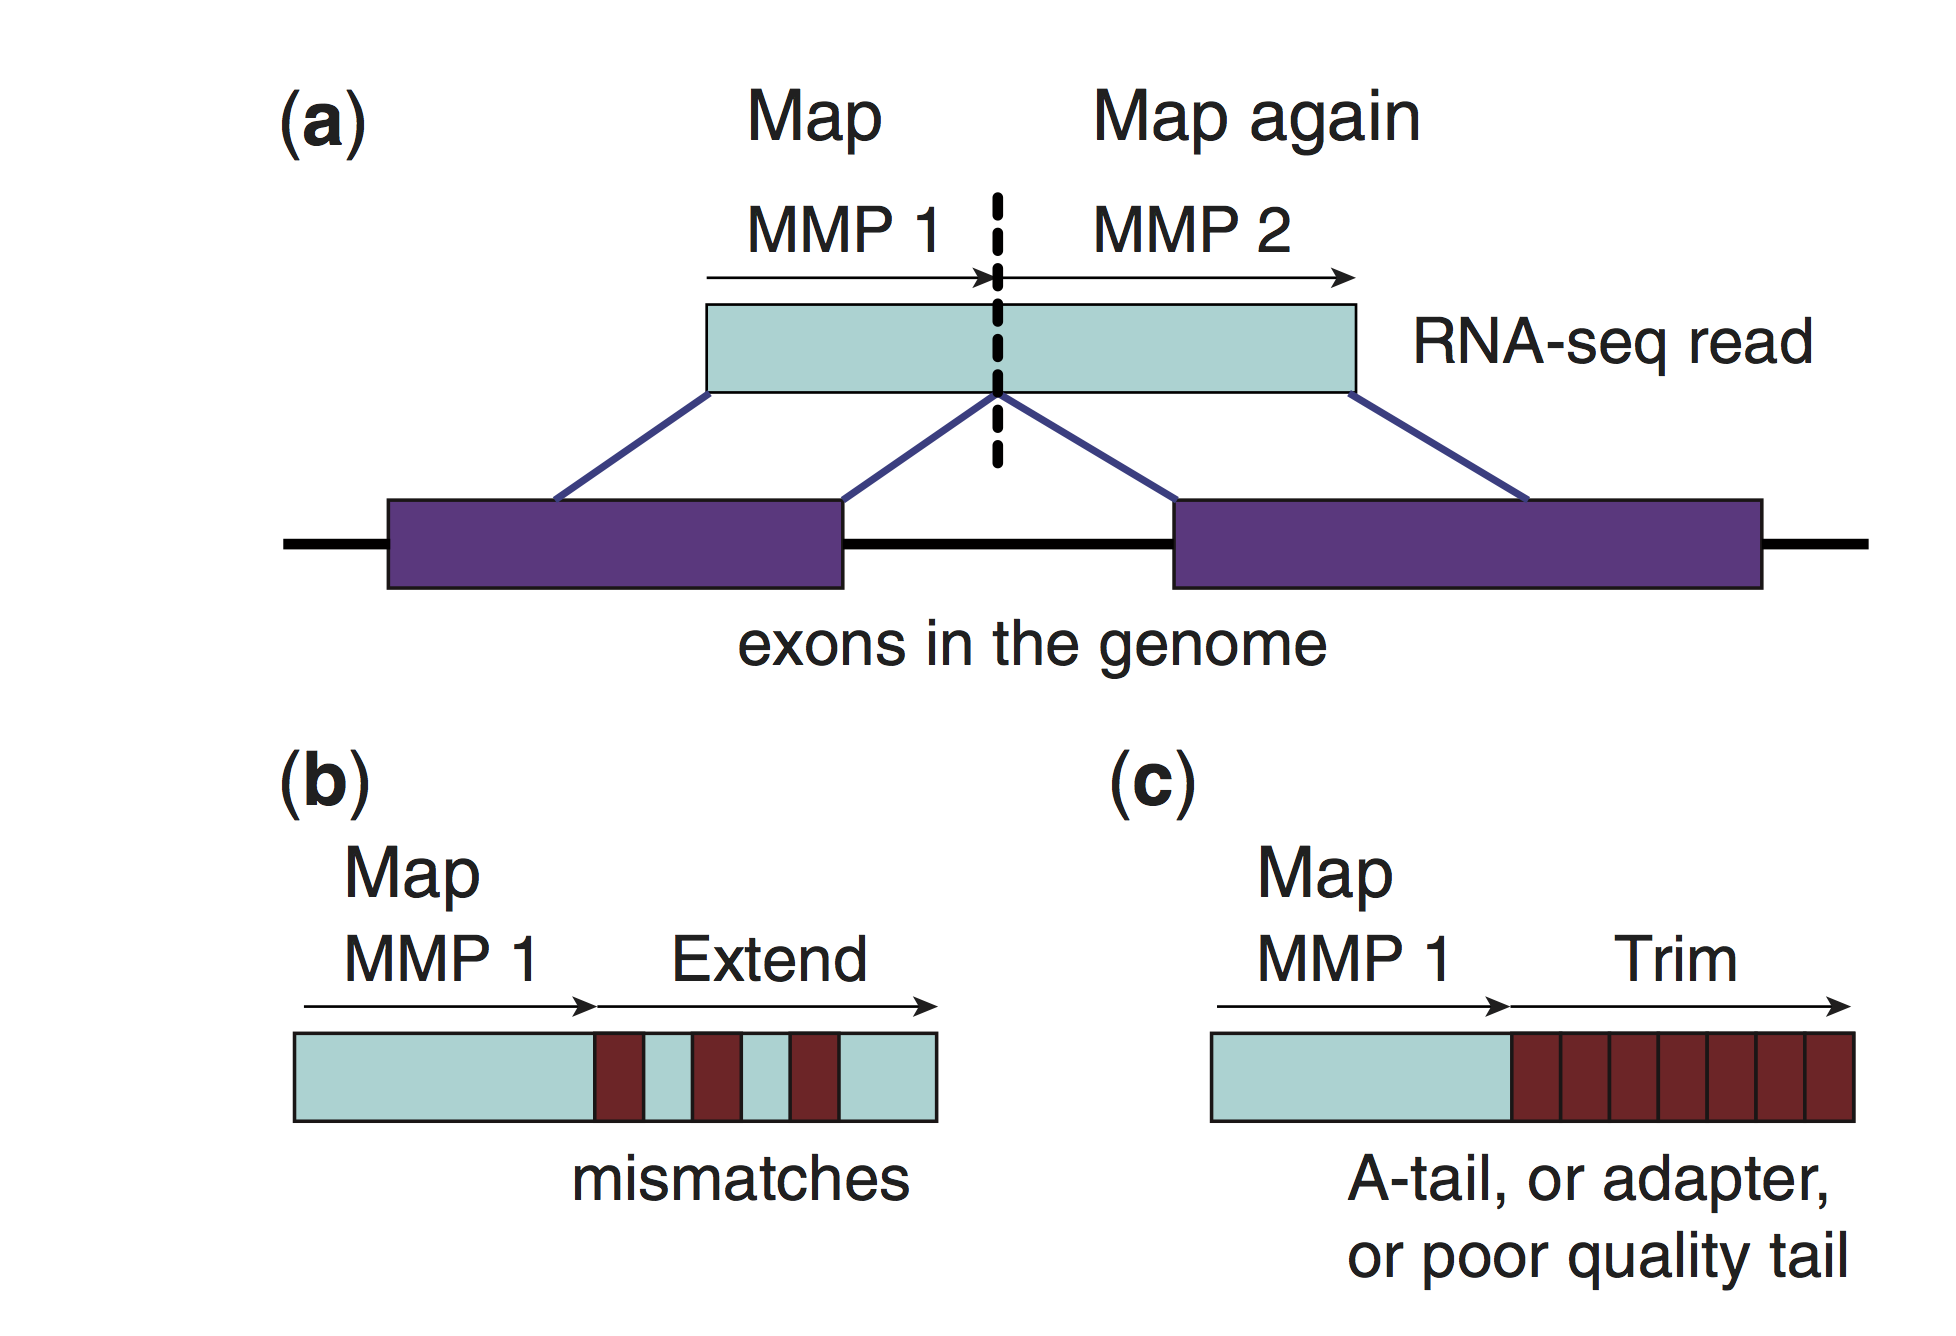 (a)
Map Map again
MMP 1 MMP 2
RNA-seq read
exons in the genome
(b)
Map
MMP 1 Extend
mismatches
(c)
Map
MMP 1 Trim
A-tail, or adapter,
or poor quality tail